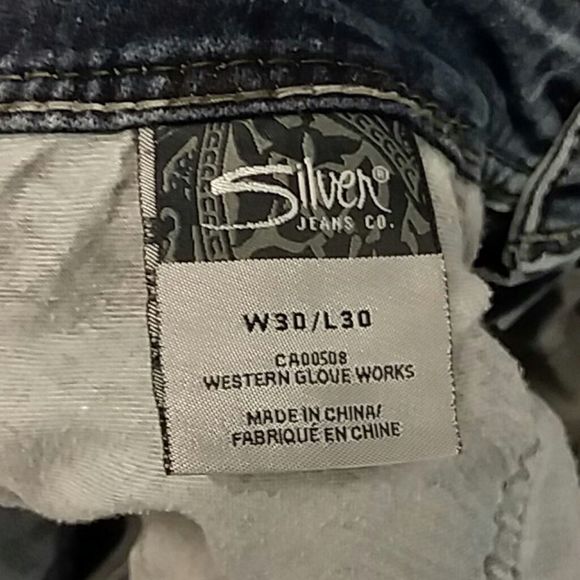 Silver®
JEANS CO.
W30/L30
CA00508
WESTERN GLOVE WORKS
MADE IN CHINA/
FABRIQUÉ EN CHINE